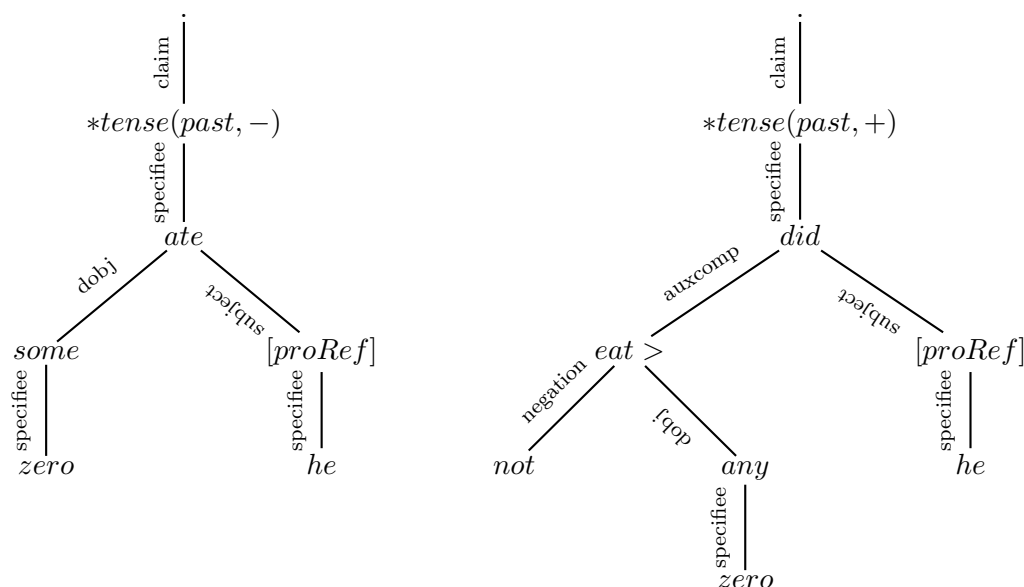 . .
claim claim
*tense(past, −) *tense(past, +)
specifiee specifiee
ate did
dobj subject auxcomp subject
some [proRef] eat > [proRef]
specifiee specifiee negation dobj specifiee
zero he not any he
specifiee
zero